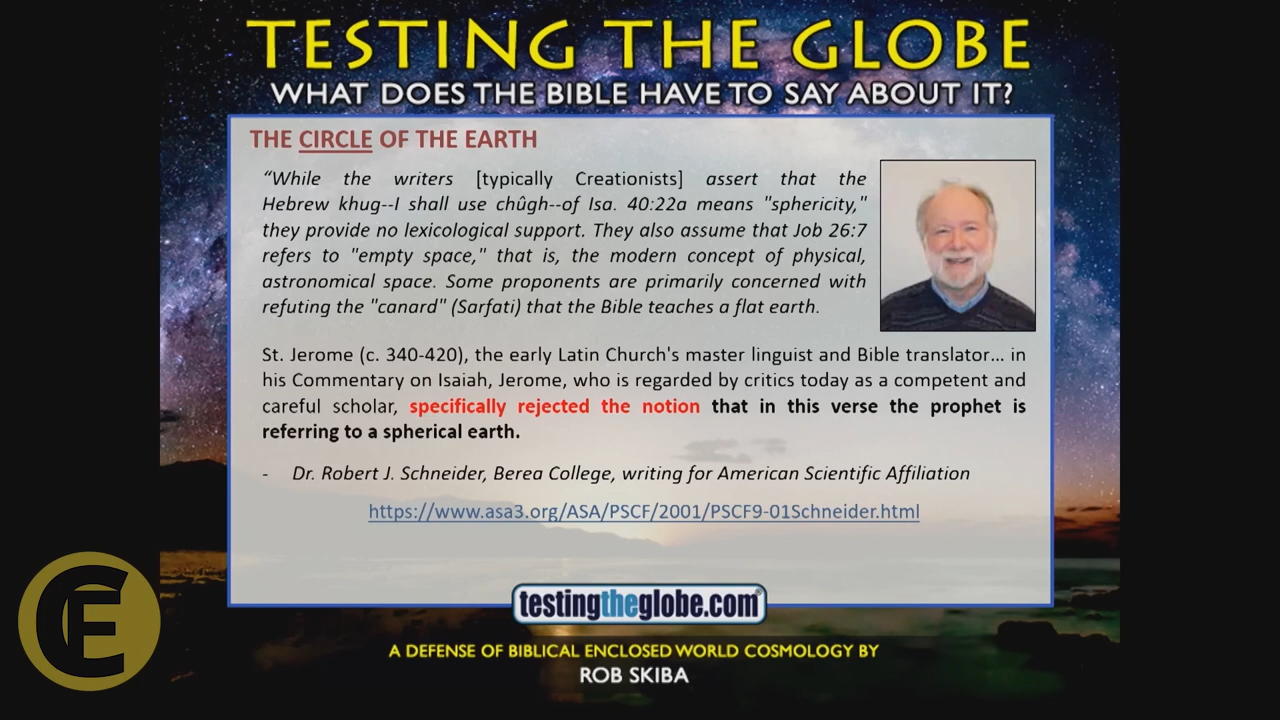 TESTING THE GLOBE
WHAT DOES THE BIBLE HAVE TO SAY ABOUT IT?
THE CIRCLE OF THE EARTH
“While the writers [typically Creationists] assert that the
Hebrew khug--I shall use chûgh--of Isa. 40:22a means "sphericity,"
they provide no lexicological support. They also assume that Job 26:7
refers to "empty space," that is, the modern concept of physical,
astronomical space. Some proponents are primarily concerned with
refuting the "canard" (Sarfati) that the Bible teaches a flat earth.
St. Jerome (c. 340-420), the early Latin Church's master linguist and Bible translator... in
his Commentary on Isaiah, Jerome, who is regarded by critics today as a competent and
careful scholar, specifically rejected the notion that in this verse the prophet is
referring to a spherical earth.
- Dr. Robert J. Schneider, Berea College, writing for American Scientific Affiliation
https://www.asa3.org/ASA/PSCF/2001/PSCF9-01Schneider.html
testingtheglobe.com
A DEFENSE OF BIBLICAL ENCLOSED WORLD COSMOLOGY BY
ROB SKIBA